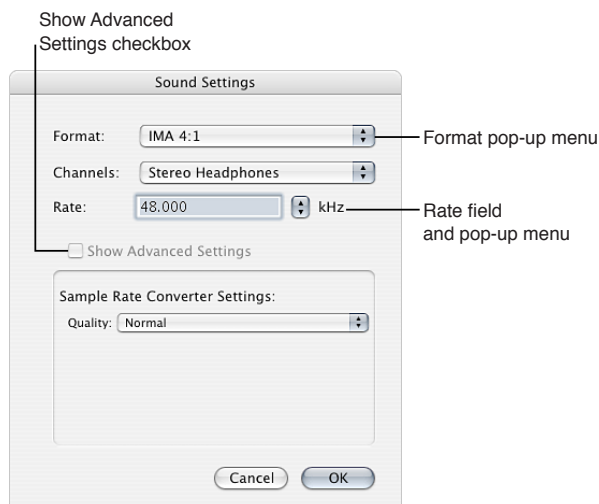 Show Advanced
Settings checkbox
Sound Settings
Format: IMA 4:1
Format pop-up menu
Channels: Stereo Headphones
Rate: 48.000 kHz
Rate field
and pop-up menu
Show Advanced Settings
Sample Rate Converter Settings:
Quality: Normal
Cancel OK